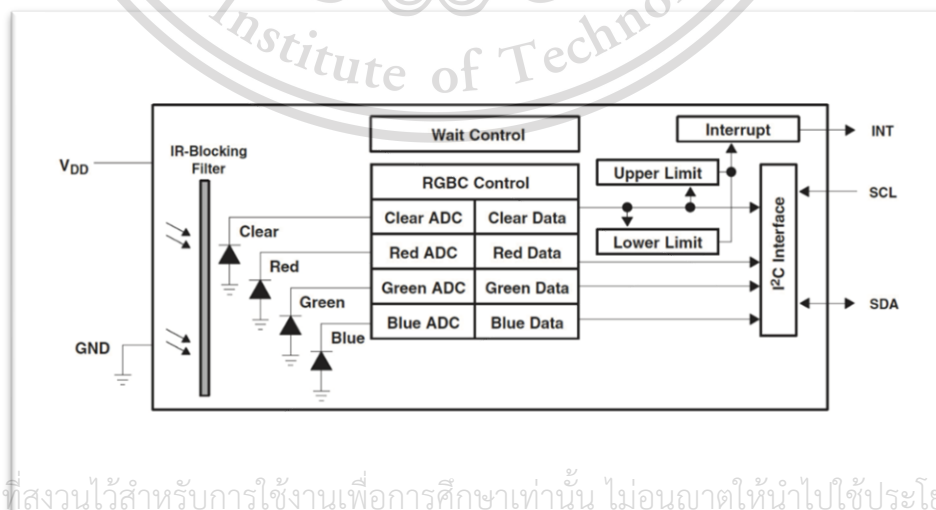 Institute of Techno
Wait Control
Interrupt
INT
IR-Blocking
Filter
VDD
RGBC Control
Upper Limit
SCL
Clear
Clear ADC
Clear Data
Lower Limit
I²C Interface
Red
Red ADC
Red Data
Green
Green ADC
Green Data
SDA
Blue
Blue ADC
Blue Data
GND
ที่สงวนไว้สำหรับการใช้งานเพื่อการศึกษาเท่านั้น ไม่อนุญาตให้นำไปใช้ประโย